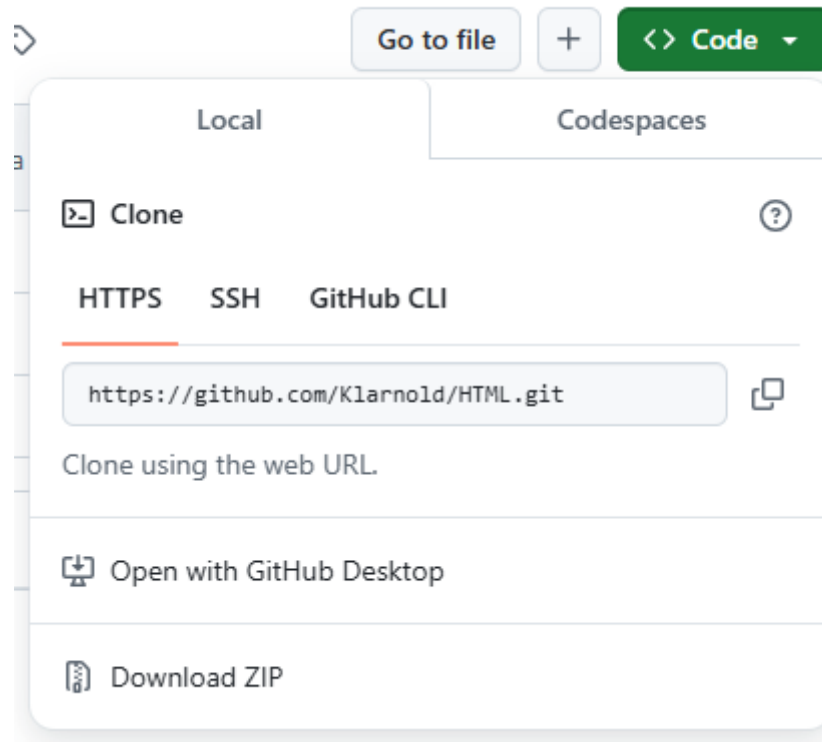 Go to file
+
<> Code
a
Local
Codespaces
Clone
HTTPS SSH GitHub CLI
https://github.com/Klarnold/HTML.git
Clone using the web URL.
Open with GitHub Desktop
Download ZIP